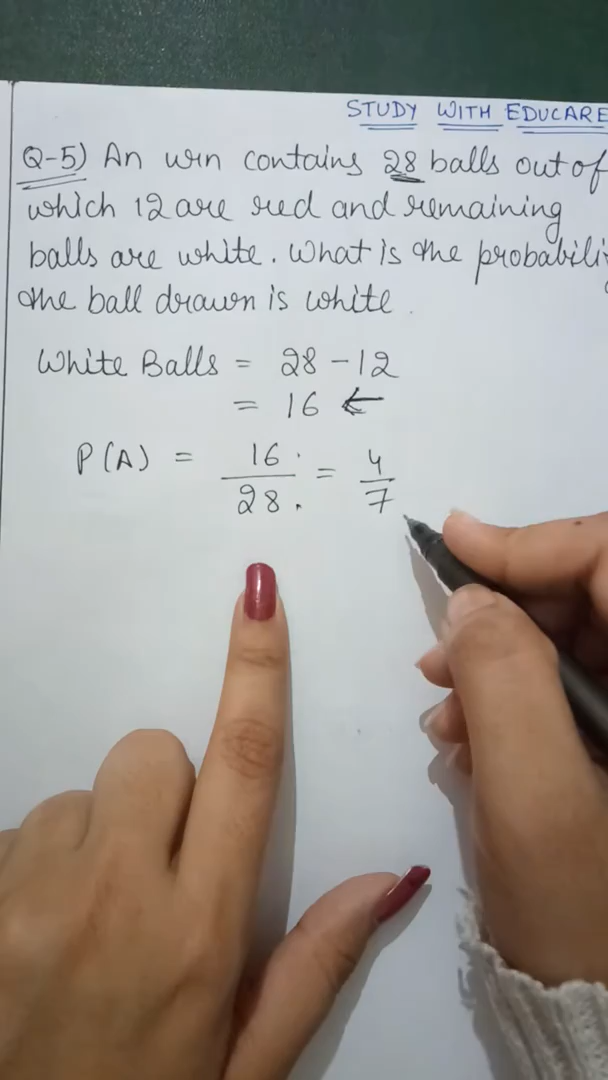 STUDY WITH EDUCARE
Q-5) An urn contains 28 balls out of
which 12 are red and remaining
balls are white. What is the probabili
the ball drawn is white.
White Balls = 28 - 12
= 16 ←
P(A) = 16/28 = 4/7